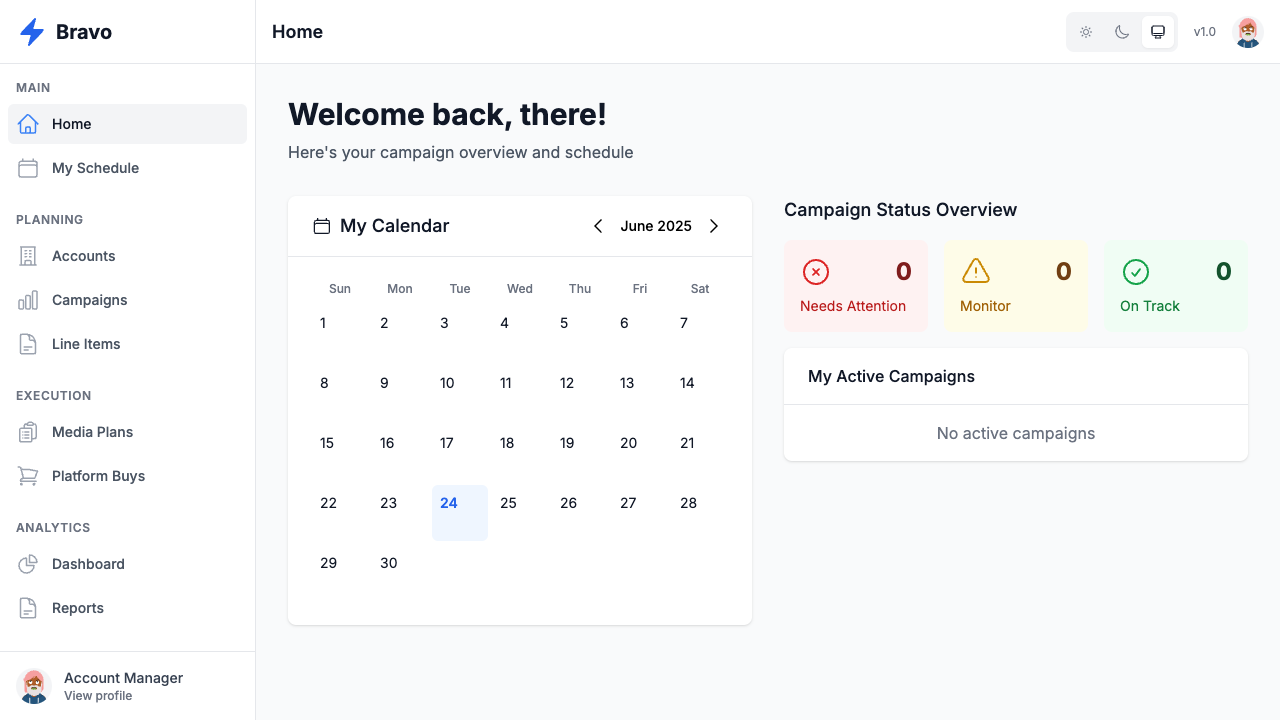 Bravo
MAIN
Home
My Schedule
PLANNING
Accounts
Campaigns
Line Items
EXECUTION
Media Plans
Platform Buys
ANALYTICS
Dashboard
Reports
Account Manager
View profile
Home
v1.0
Welcome back, there!
Here's your campaign overview and schedule
My Calendar
June 2025
Sun Mon Tue Wed Thu Fri Sat
1 2 3 4 5 6 7
8 9 10 11 12 13 14
15 16 17 18 19 20 21
22 23 24 25 26 27 28
29 30
Campaign Status Overview
0
Needs Attention
0
Monitor
0
On Track
My Active Campaigns
No active campaigns